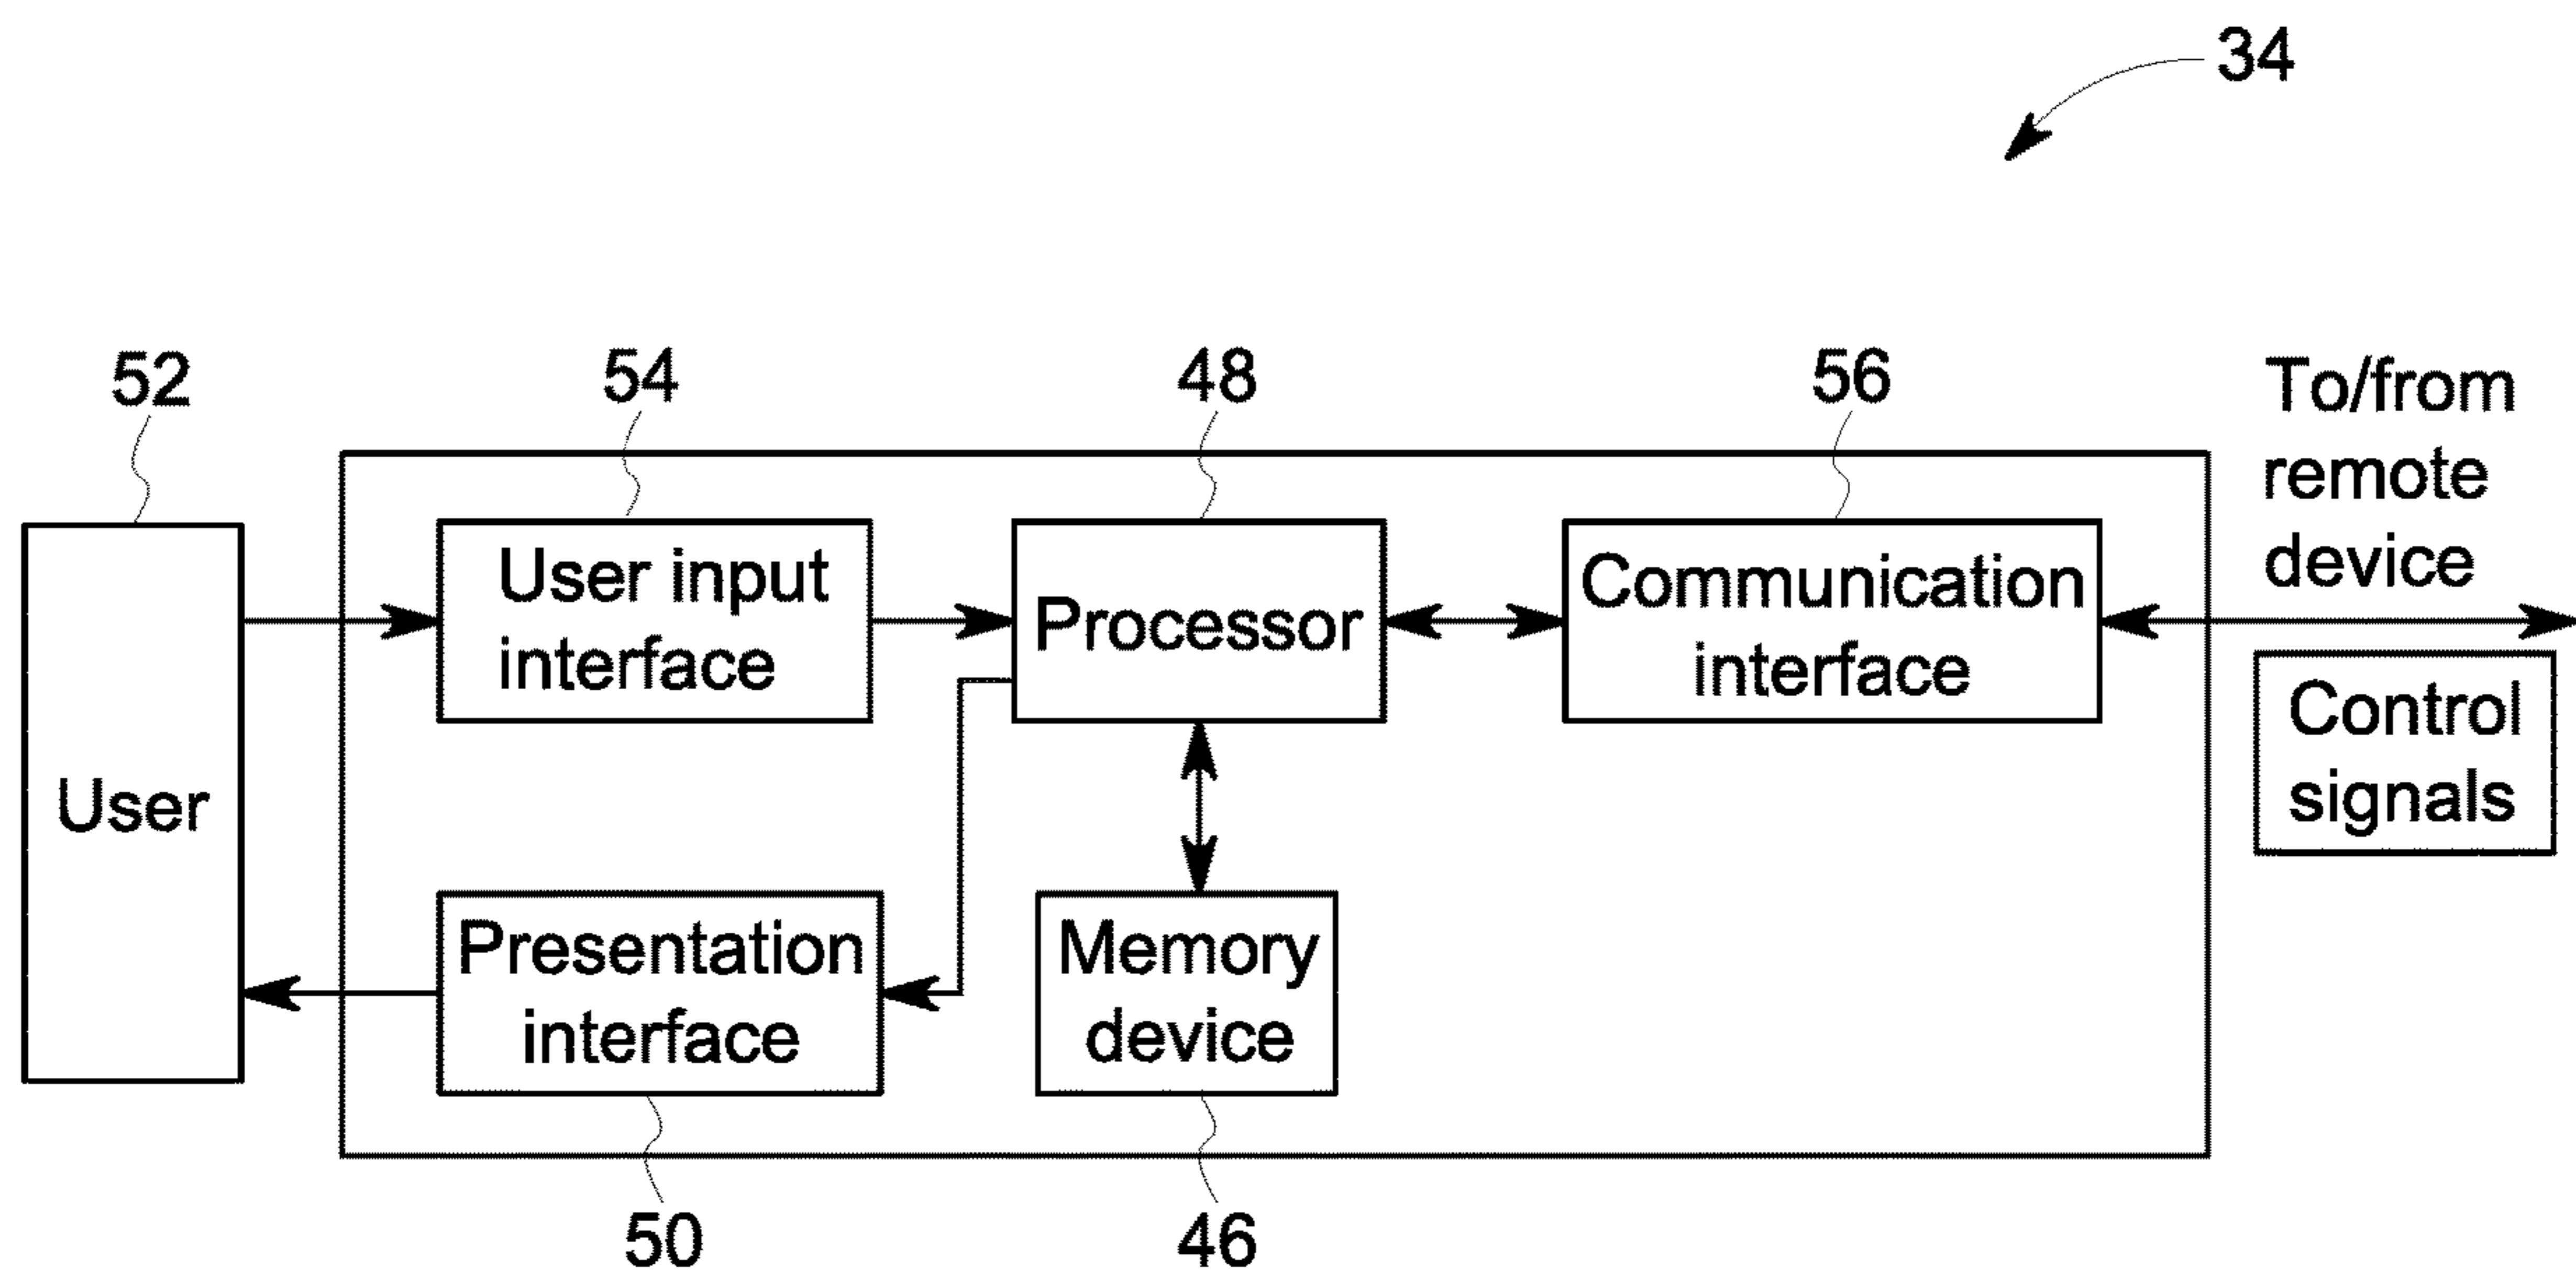 34
52
54
48
56
To/from
remote
device
User input
interface
Processor
Communication
interface
Control
signals
User
Presentation
interface
Memory
device
50
46